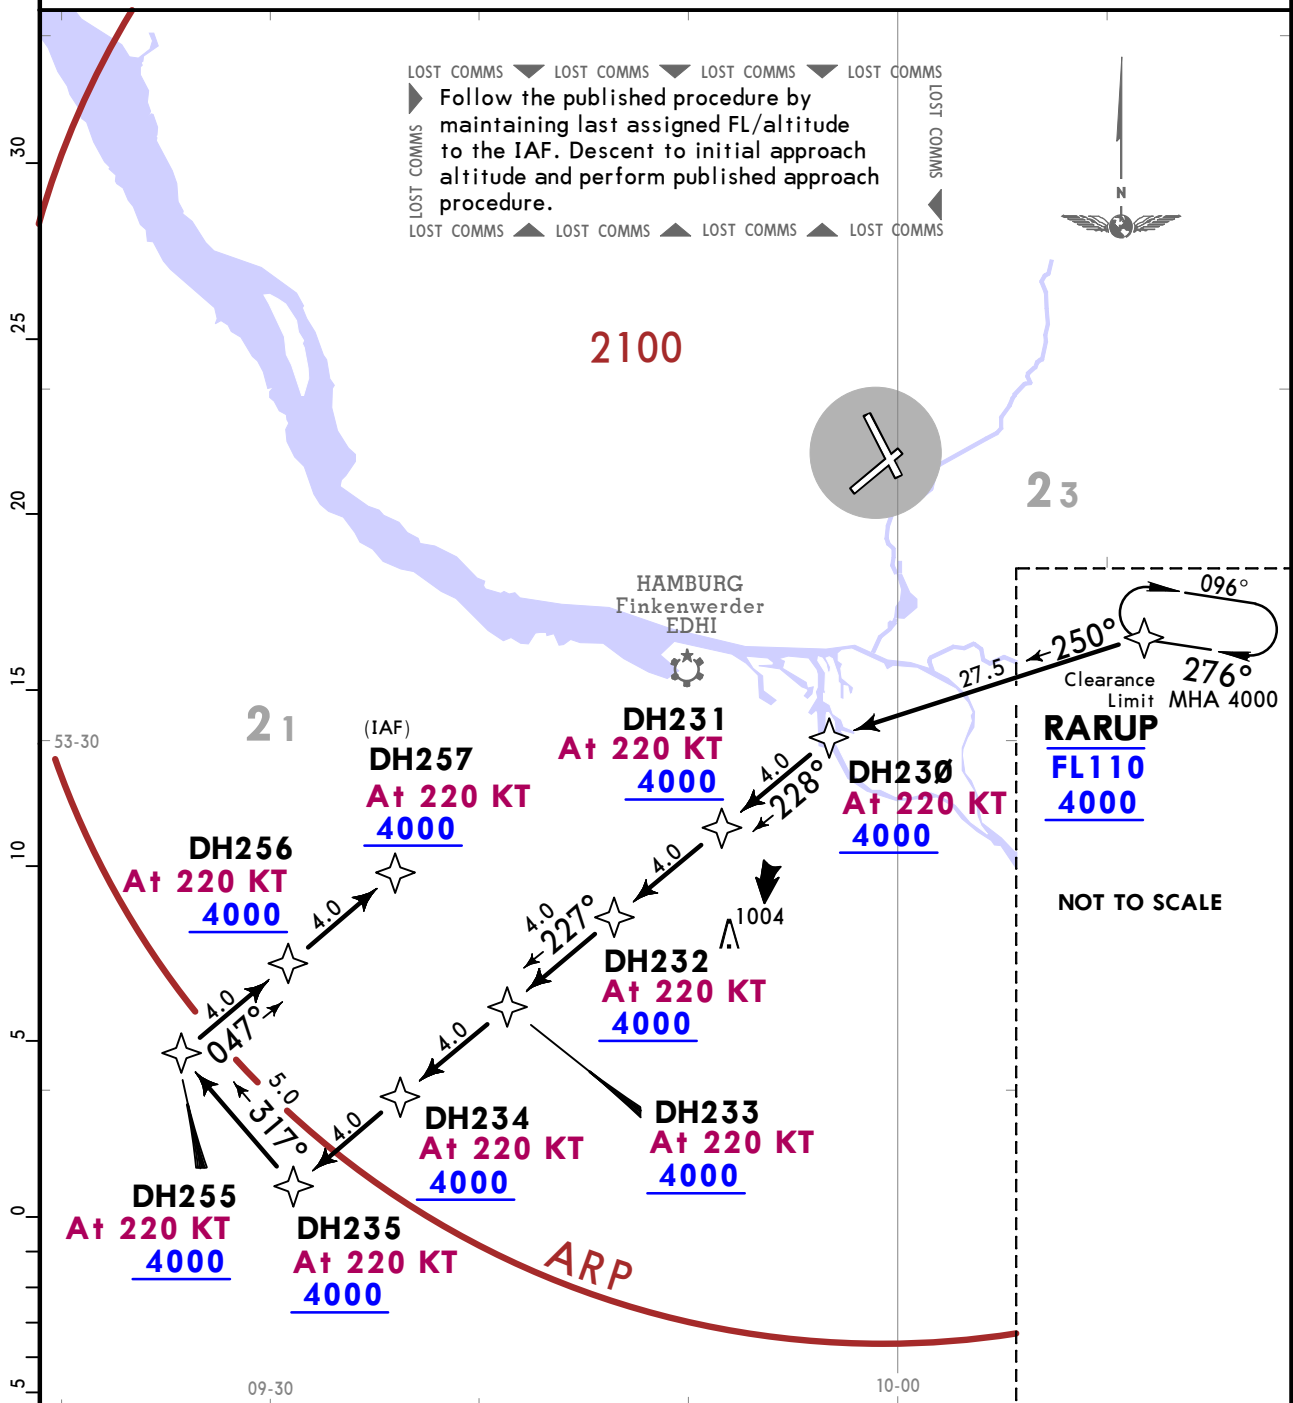 LOST COMMS LOST COMMS LOST COMMS LOST COMMS
LOST COMMS
LOST COMMS
Follow the published procedure by
maintaining last assigned FL/altitude
to the IAF. Descent to initial approach
altitude and perform published approach
procedure.
LOST COMMS LOST COMMS LOST COMMS LOST COMMS
N
30
25
20
15
10
5
0
5
2100
23
HAMBURG
Finkenwerder
EDHI
096°
276°
MHA 4000
Clearance
Limit
RARUP
FL110
4000
250°
27.5
NOT TO SCALE
21
53-30
(IAF)
DH257
At 220 KT
4000
DH231
At 220 KT
4000
DH230
At 220 KT
4000
4.0
228°
DH256
At 220 KT
4000
4.0
4.0
1004
4.0
227°
DH232
At 220 KT
4000
4.0
047°
4.0
5.0
317°
4.0
DH233
At 220 KT
4000
DH234
At 220 KT
4000
DH255
At 220 KT
4000
DH235
At 220 KT
4000
ARP
09-30
10-00